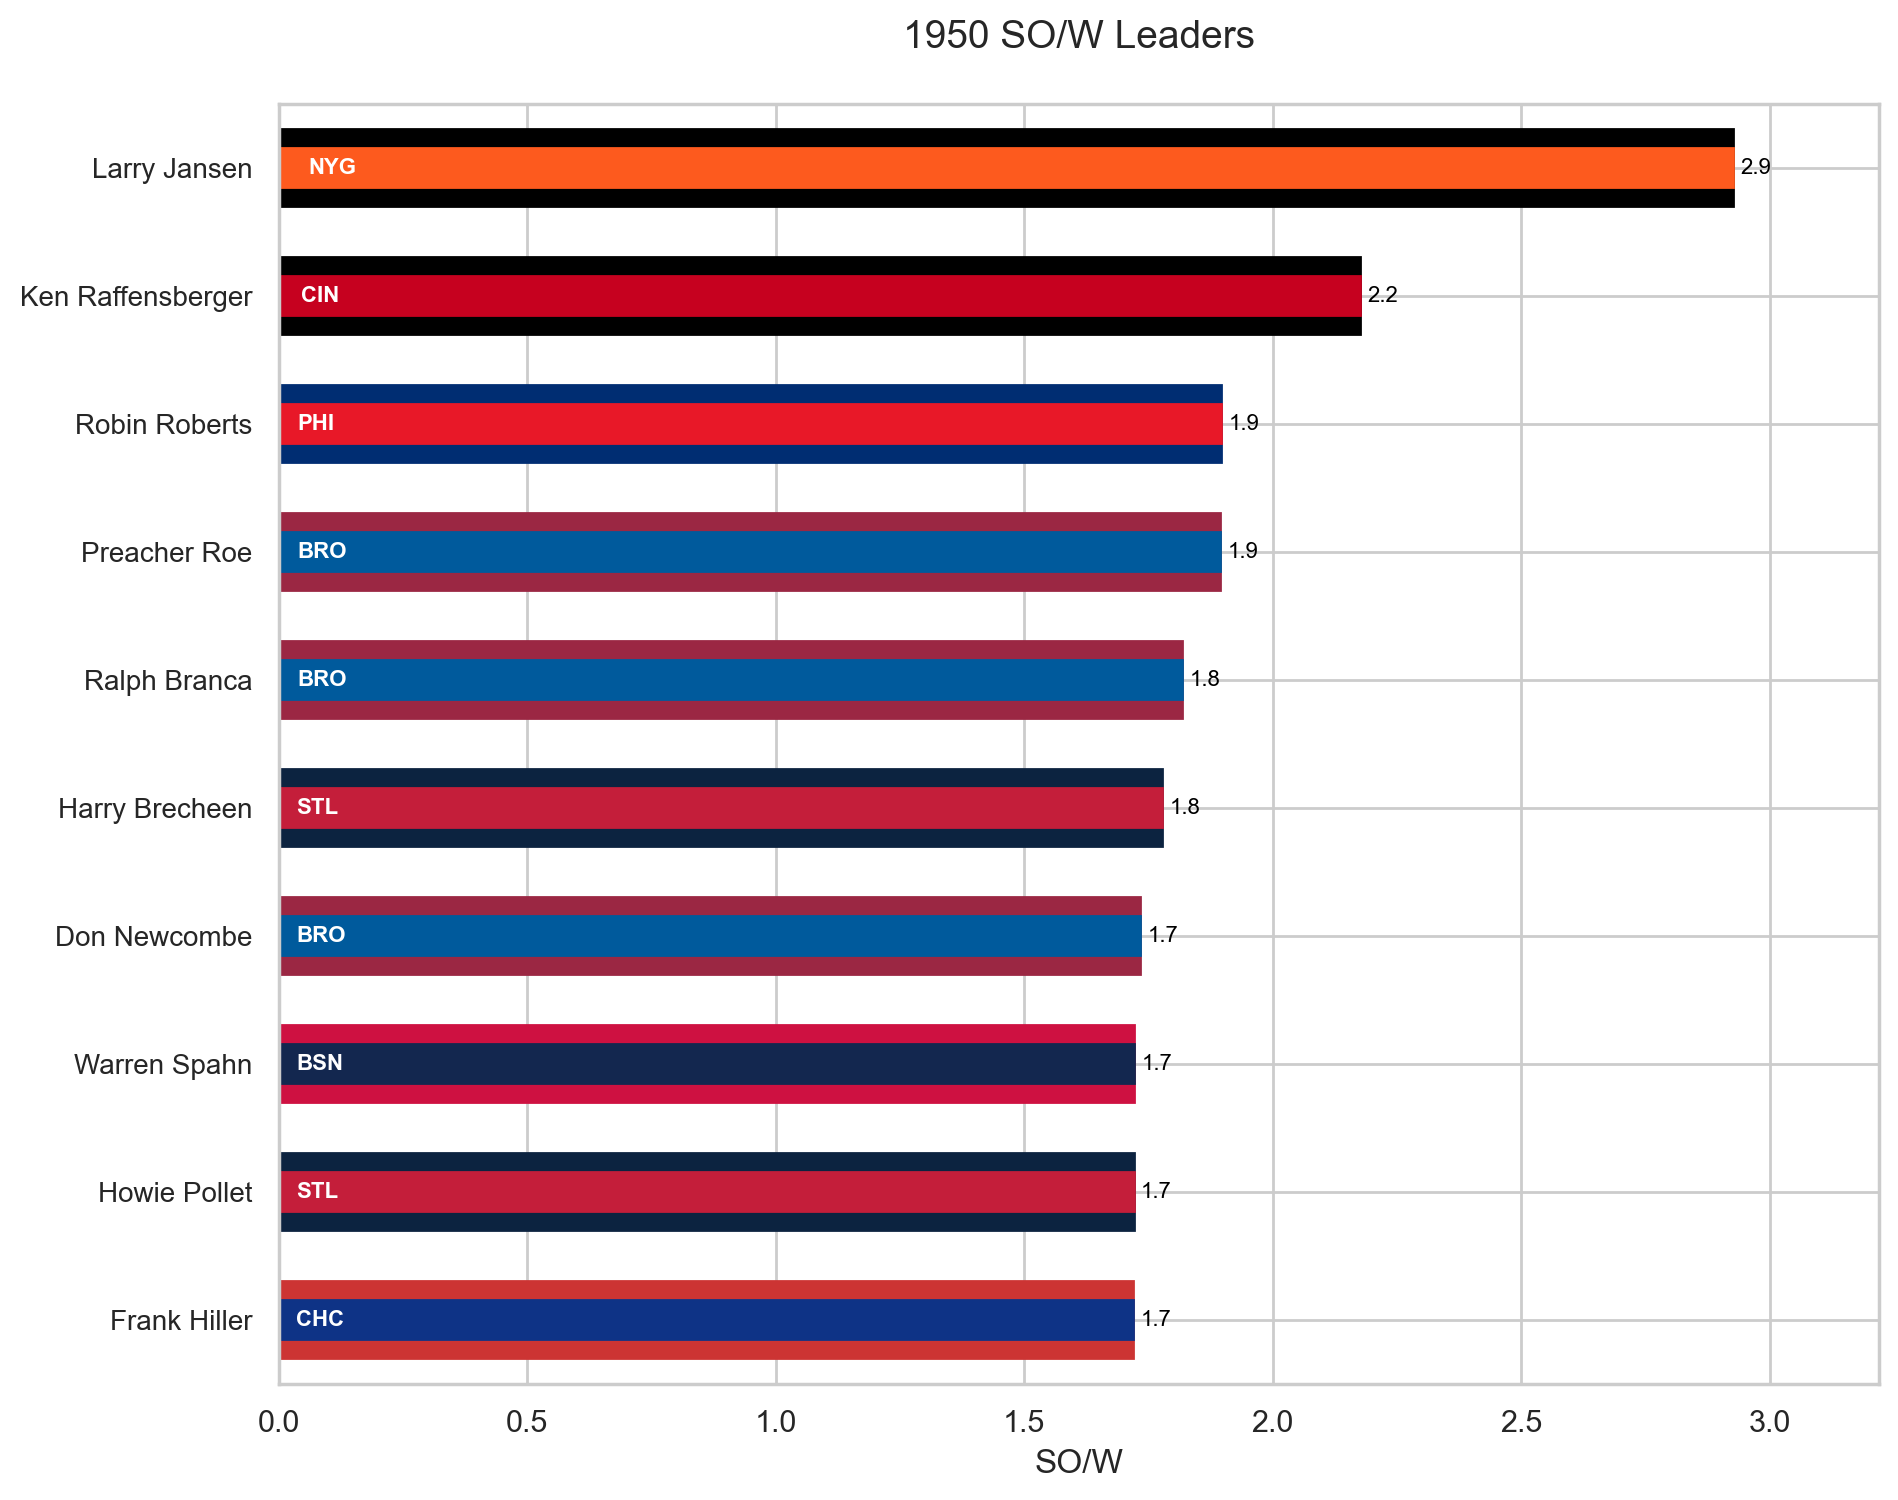 1950 SO/W Leaders
Larry Jansen NYG 2.9
Ken Raffensberger CIN 2.2
Robin Roberts PHI 1.9
Preacher Roe BRO 1.9
Ralph Branca BRO 1.8
Harry Brecheen STL 1.8
Don Newcombe BRO 1.7
Warren Spahn BSN 1.7
Howie Pollet STL 1.7
Frank Hiller CHC 1.7
0.0 0.5 1.0 1.5 2.0 2.5 3.0
SO/W